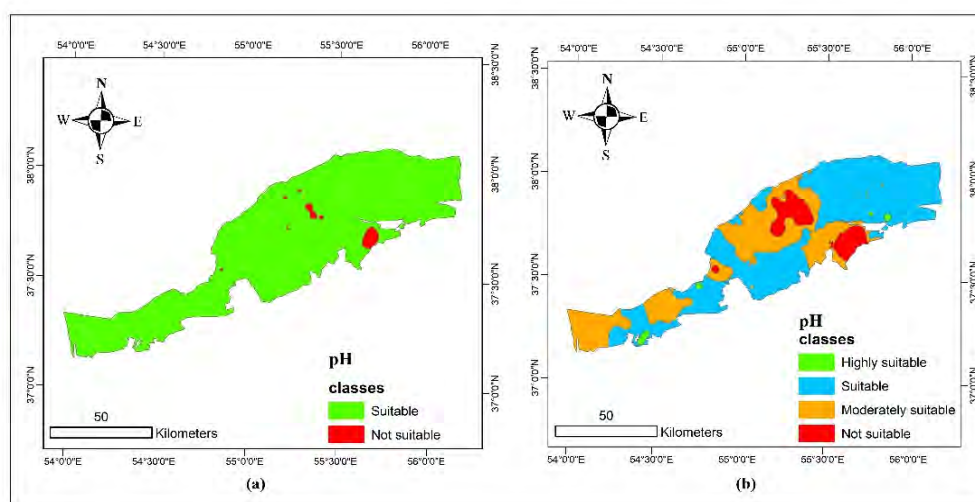 54°0'0"E 54°30'0"E 55°0'0"E 55°30'0"E 56°0'0"E
38°30'0"N
38°0'0"N 38°0'0"N
37°30'0"N 37°30'0"N
37°0'0"N 37°0'0"N
N
W E
S
pH
classes
Suitable
Not suitable
50
Kilometers
54°0'0"E 54°30'0"E 55°0'0"E 55°30'0"E 56°0'0"E
(a)
54°0'0"E 54°30'0"E 55°0'0"E 55°30'0"E 56°0'0"E
38°30'0"N
38°0'0"N 38°0'0"N
37°30'0"N
37°0'0"N
N
W E
S
pH
classes
Highly suitable
Suitable
Moderately suitable
Not suitable
50
Kilometers
54°0'0"E 54°30'0"E 55°0'0"E 55°30'0"E 56°0'0"E
(b)